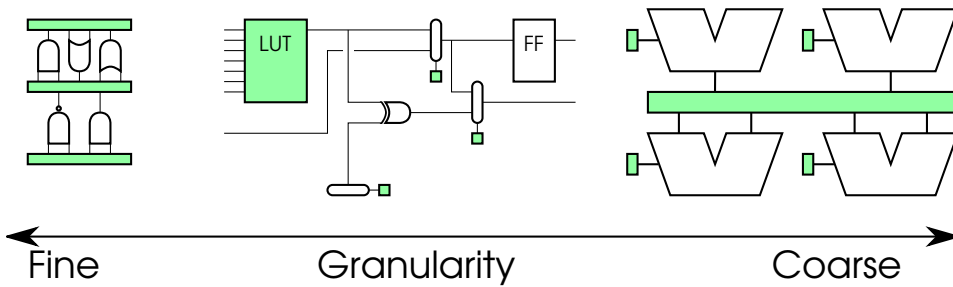 LUT
FF
Fine
Granularity
Coarse